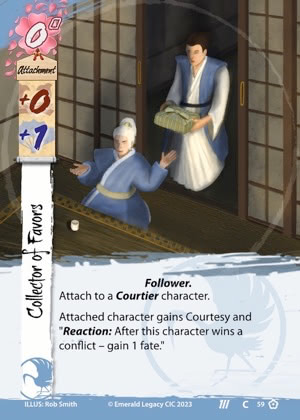 0
Attachment
+0
+1
Collector of Favors
Follower.
Attach to a Courtier character.
Attached character gains Courtesy and
"Reaction: After this character wins a
conflict – gain 1 fate."
ILLUS: Rob Smith
© Emerald Legacy CIC 2023
C
59